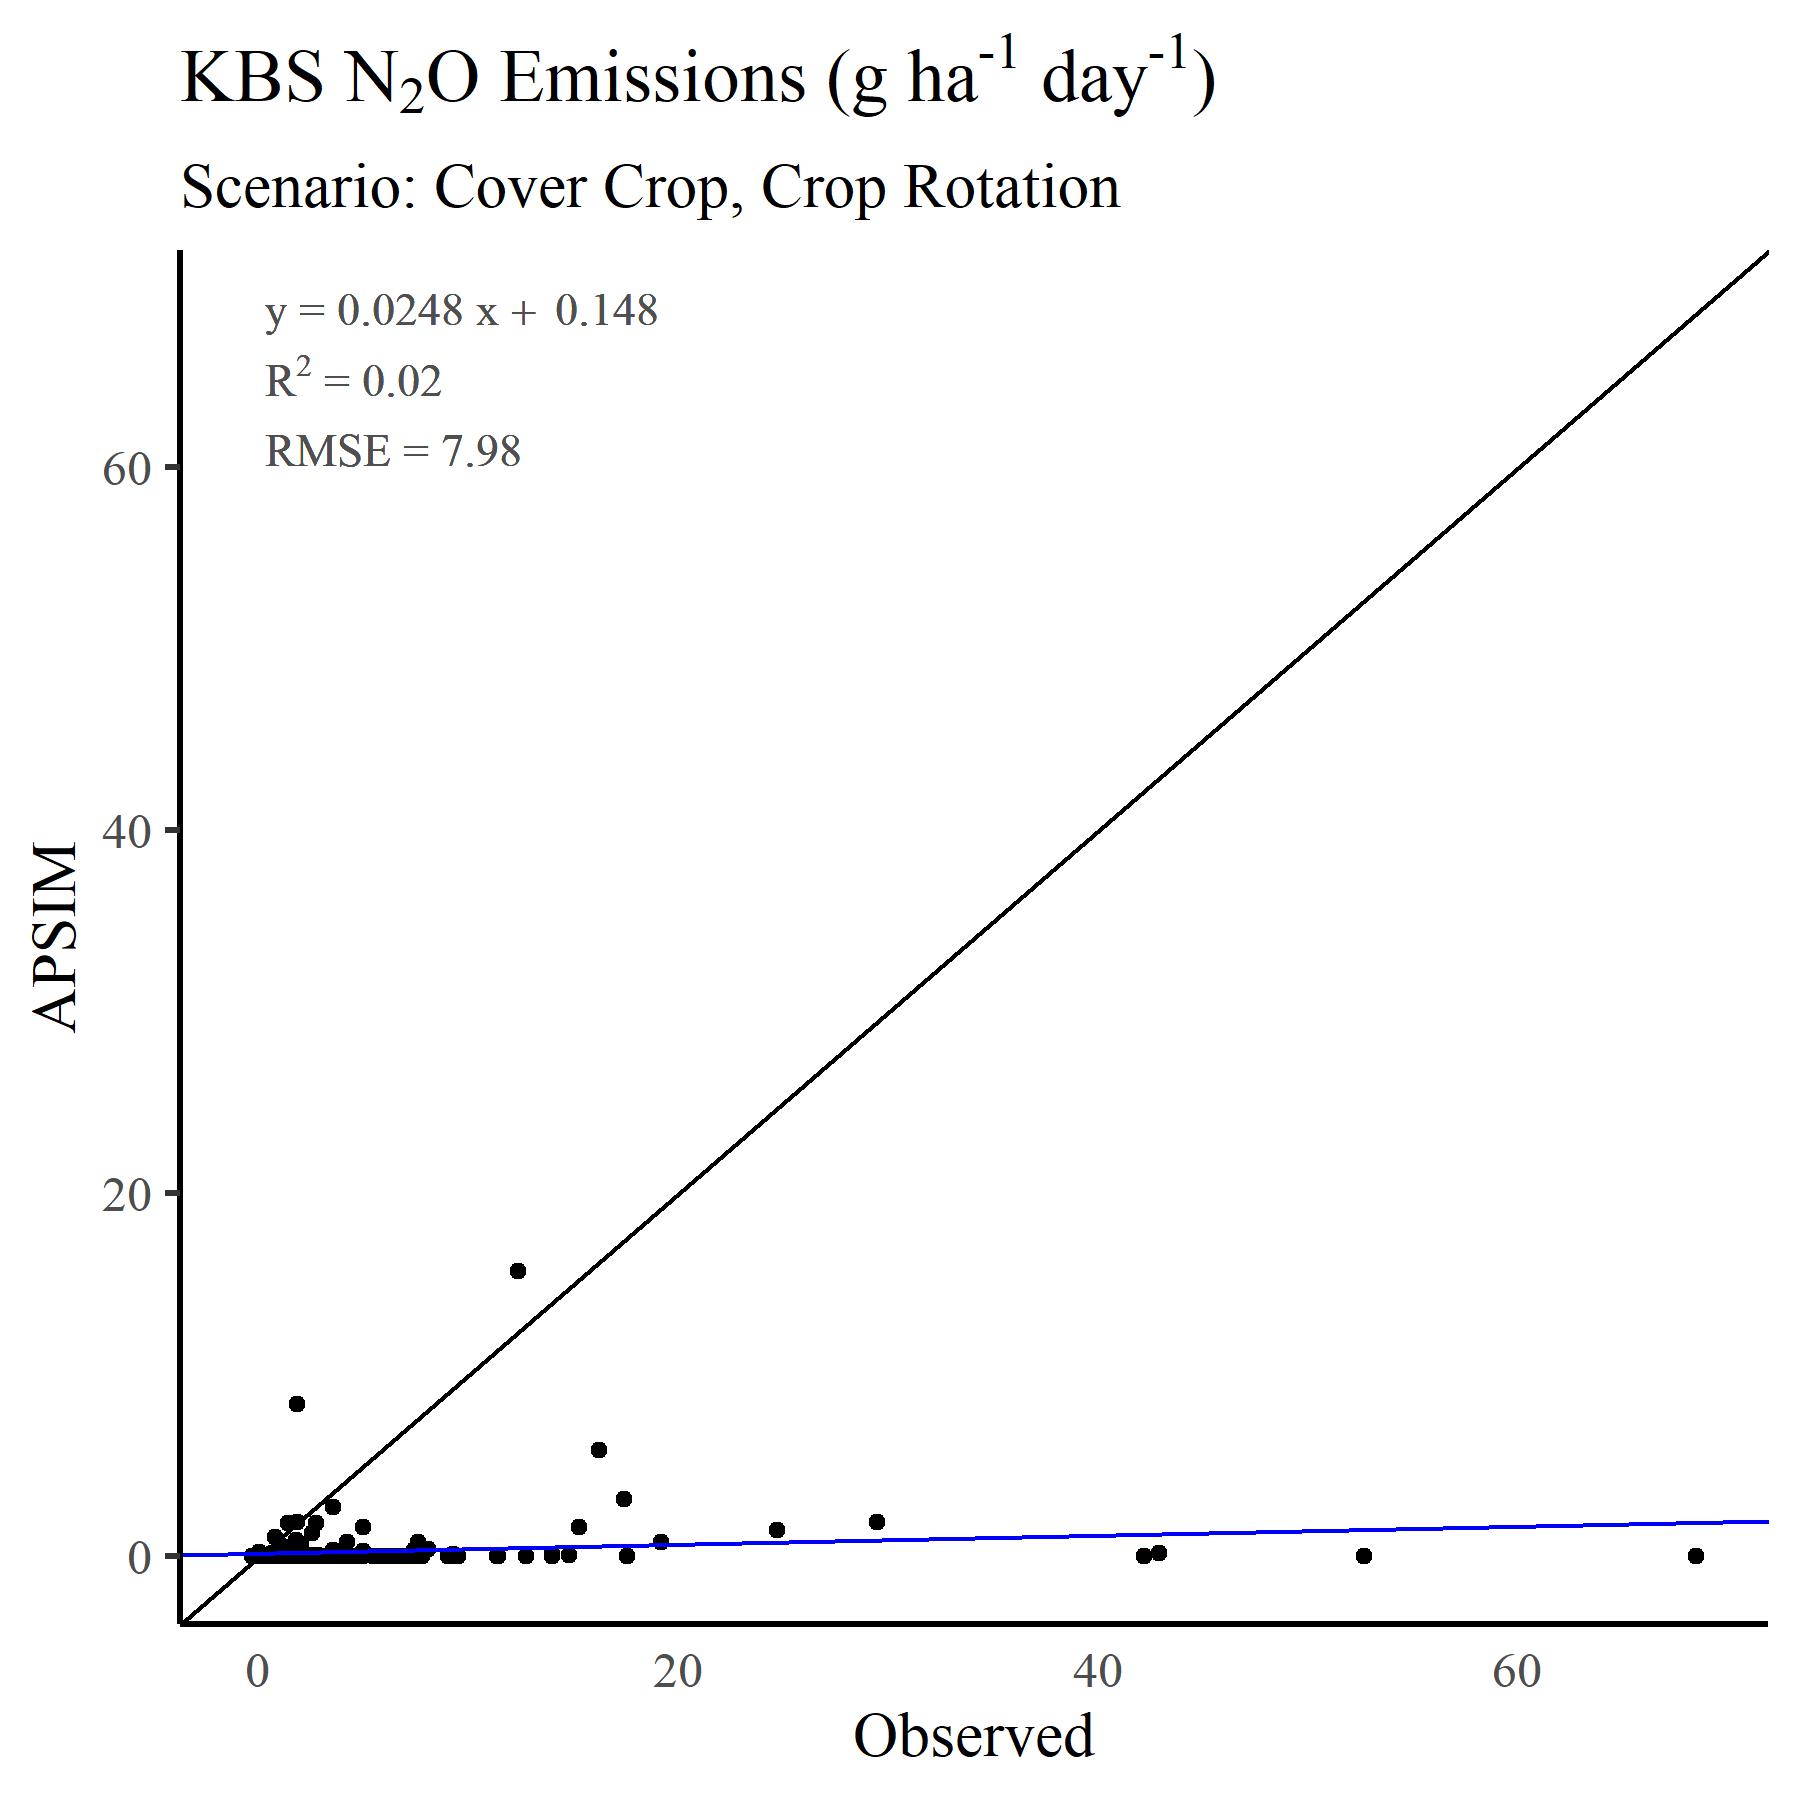 KBS N₂O Emissions (g ha⁻¹ day⁻¹)
Scenario: Cover Crop, Crop Rotation
y = 0.0248 x + 0.148
R² = 0.02
RMSE = 7.98
60
40
20
0
APSIM
0 20 40 60
Observed